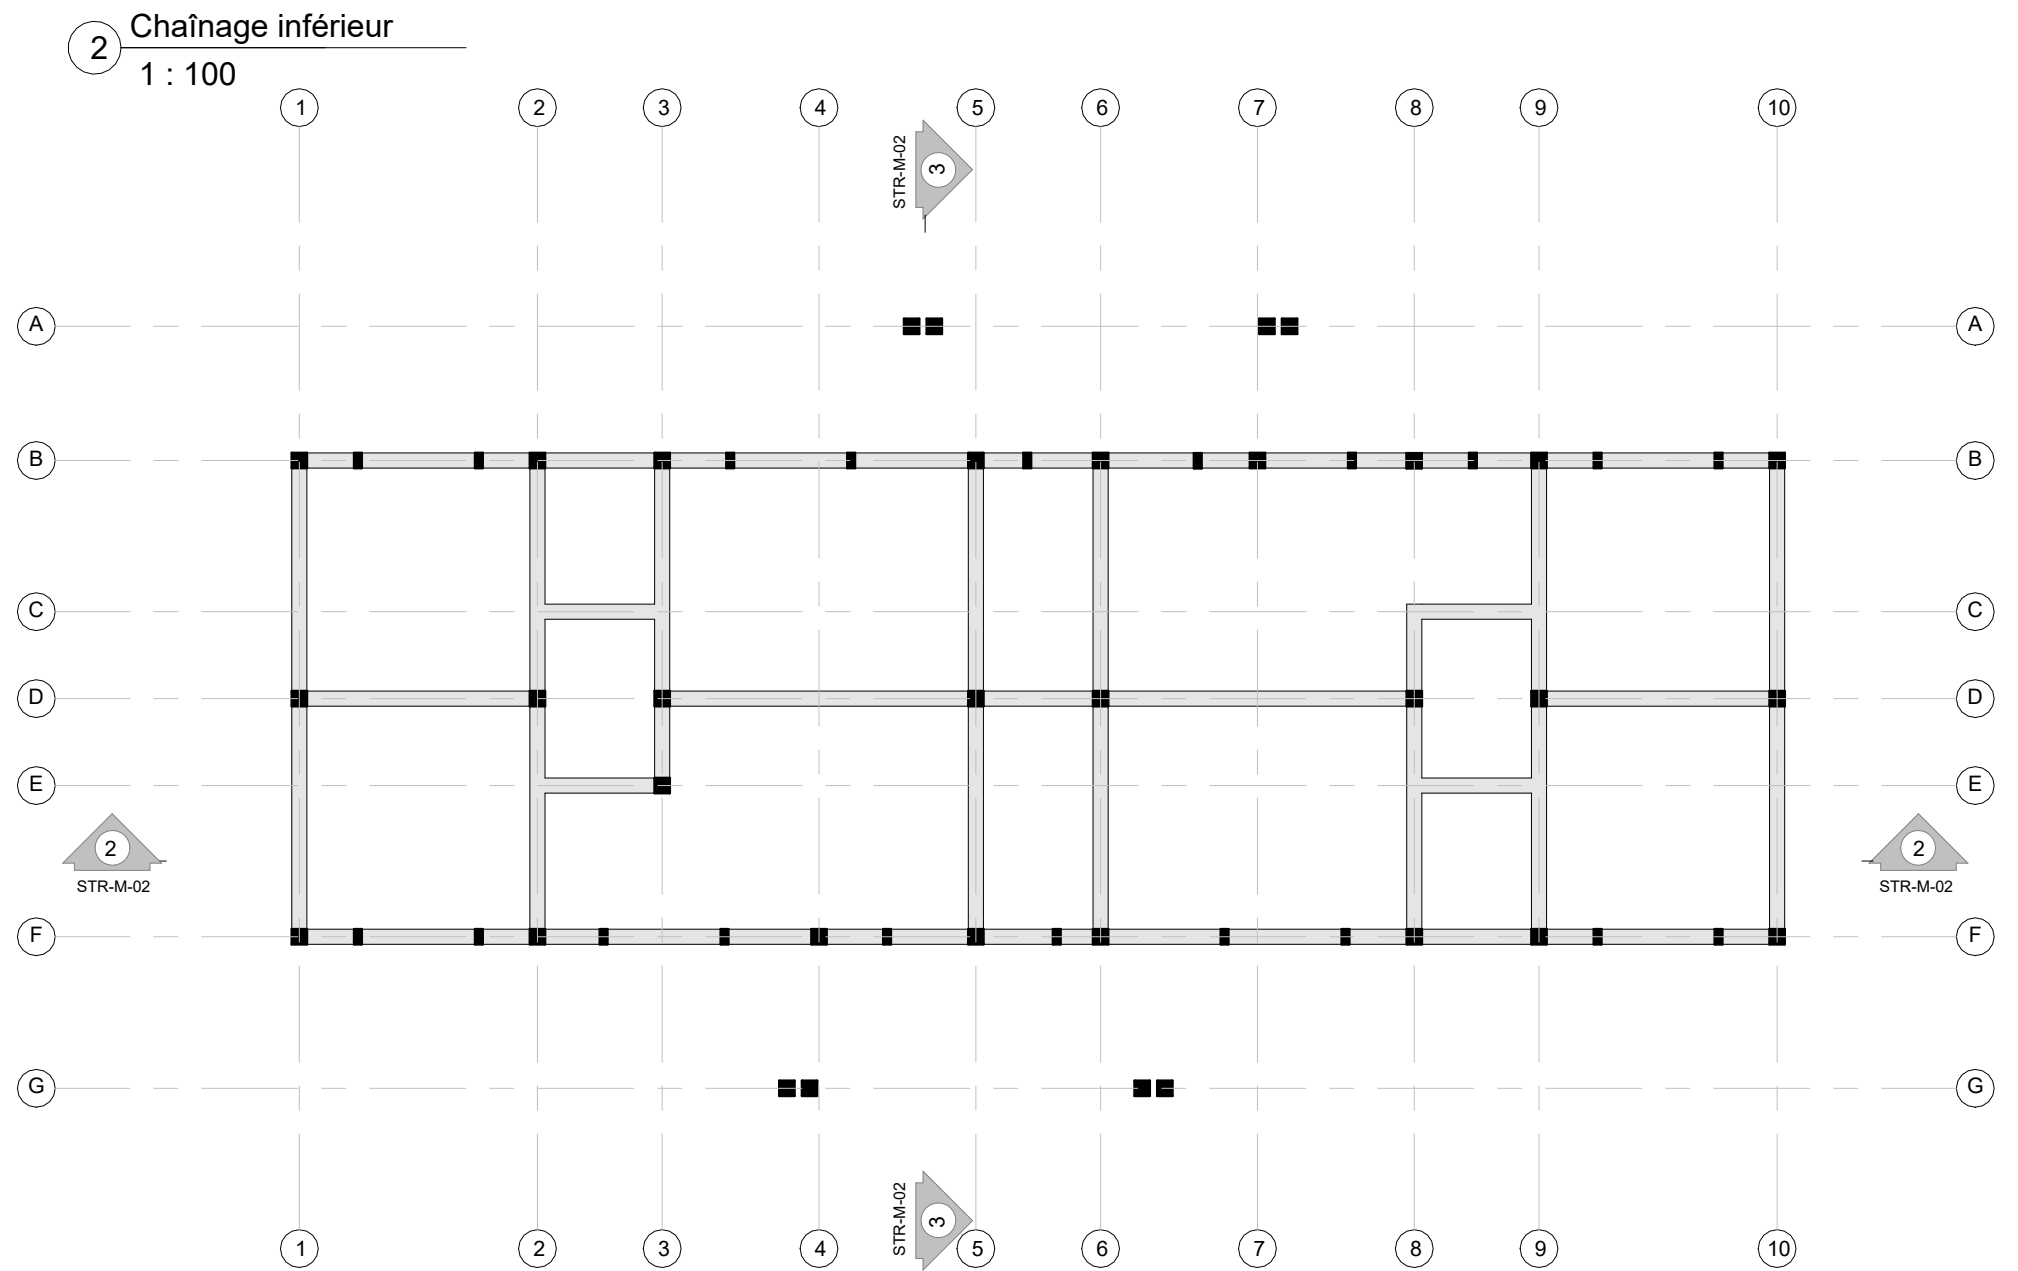 2
Chaînage inférieur
1 : 100
1 2 3 4 5 6 7 8 9 10
STR-M-02
3
A A
B B
C C
D D
E E
2 2
STR-M-02 STR-M-02
F F
G G
STR-M-02
3
1 2 3 4 5 6 7 8 9 10